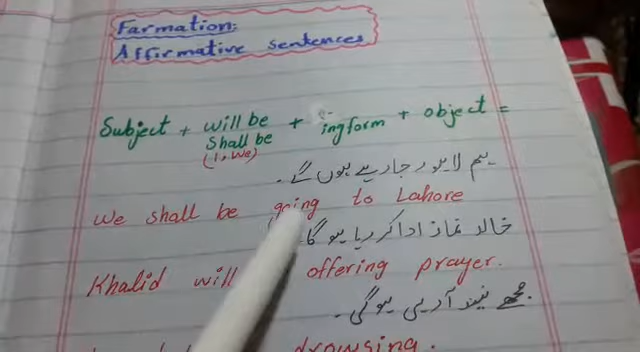 Farmation:
Affirmative sentences
Subject + will be + ingform + object =
Shall be
(I, we)
ہم لاہور جا رہے ہوں گے۔
We shall be going to Lahore
خالد نماز ادا کر رہا ہو گا
Khalid will offering prayer.
مجھے نیند آ رہی ہو گی۔
drowsing.